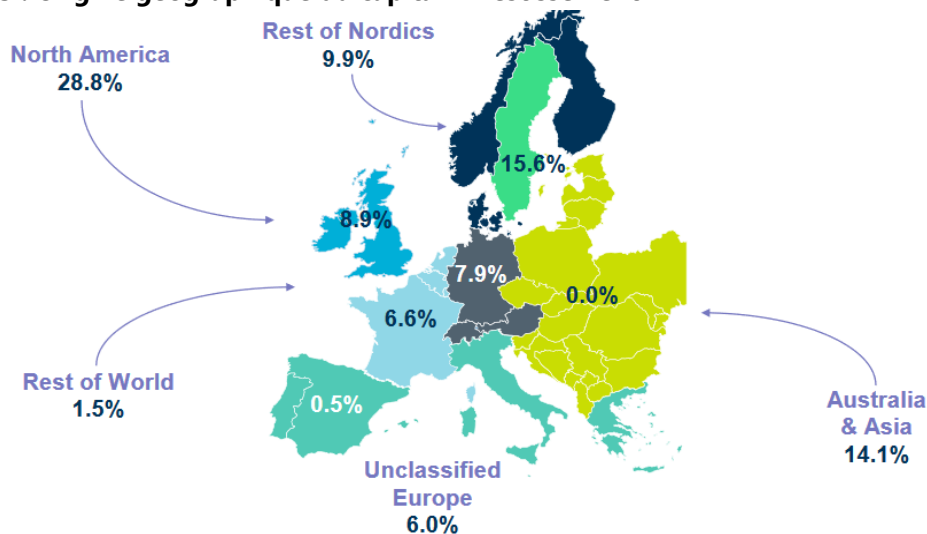 Rest of Nordics
9.9%
North America
28.8%
15.6%
8.9%
7.9%
0.0%
6.6%
Rest of World
1.5%
0.5%
Australia
& Asia
14.1%
Unclassified
Europe
6.0%